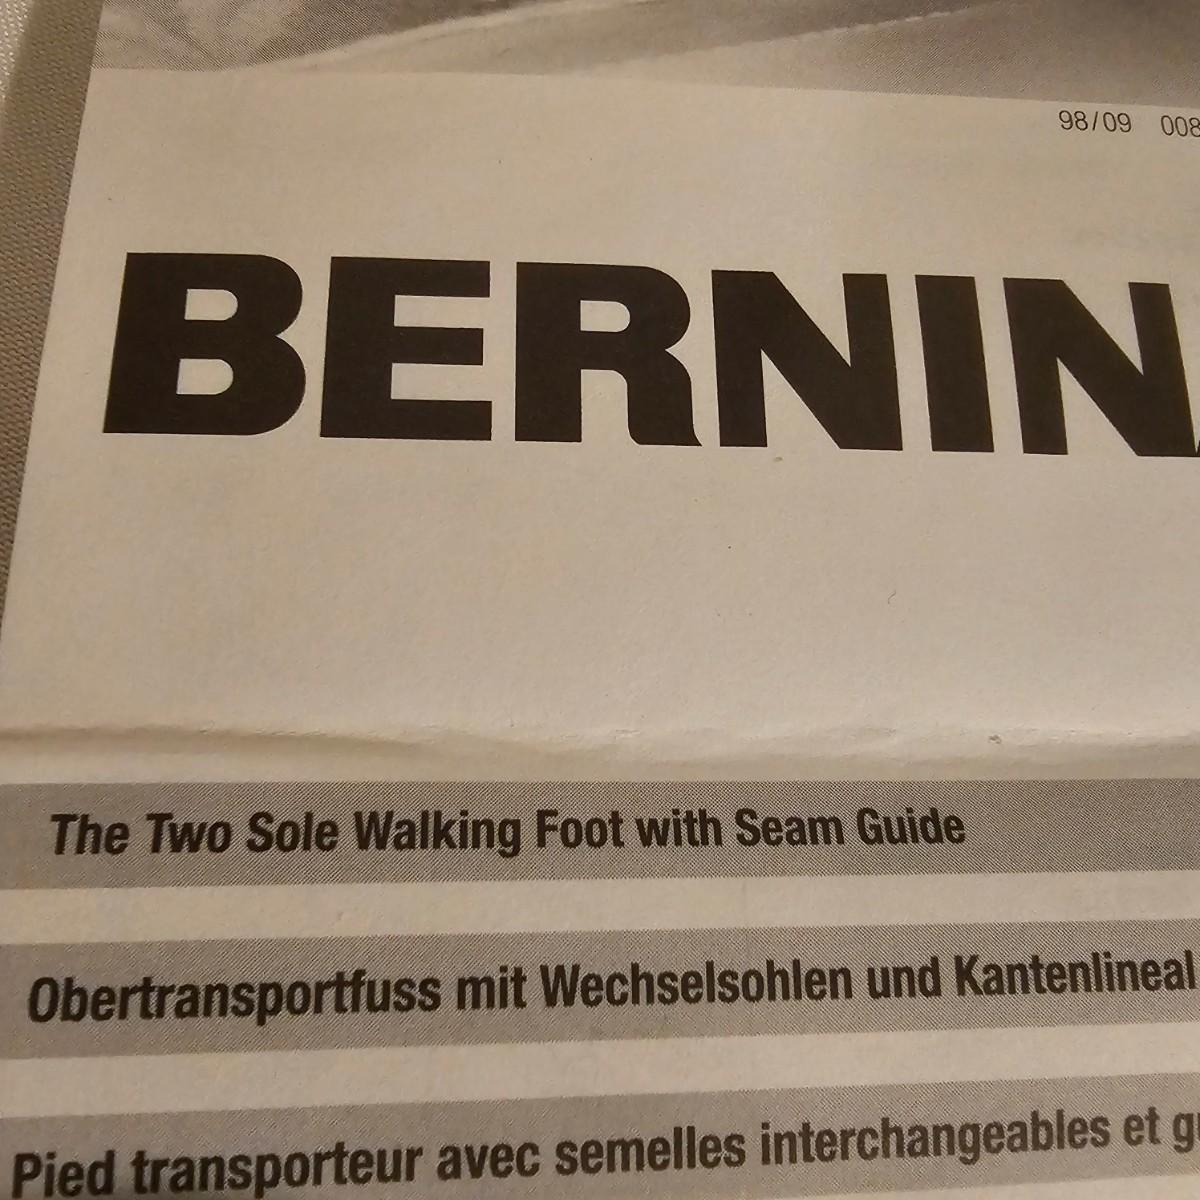 98/09 008
BERNIN
The Two Sole Walking Foot with Seam Guide
Obertransportfuss mit Wechselsohlen und Kantenlineal
Pied transporteur avec semelles interchangeables et g